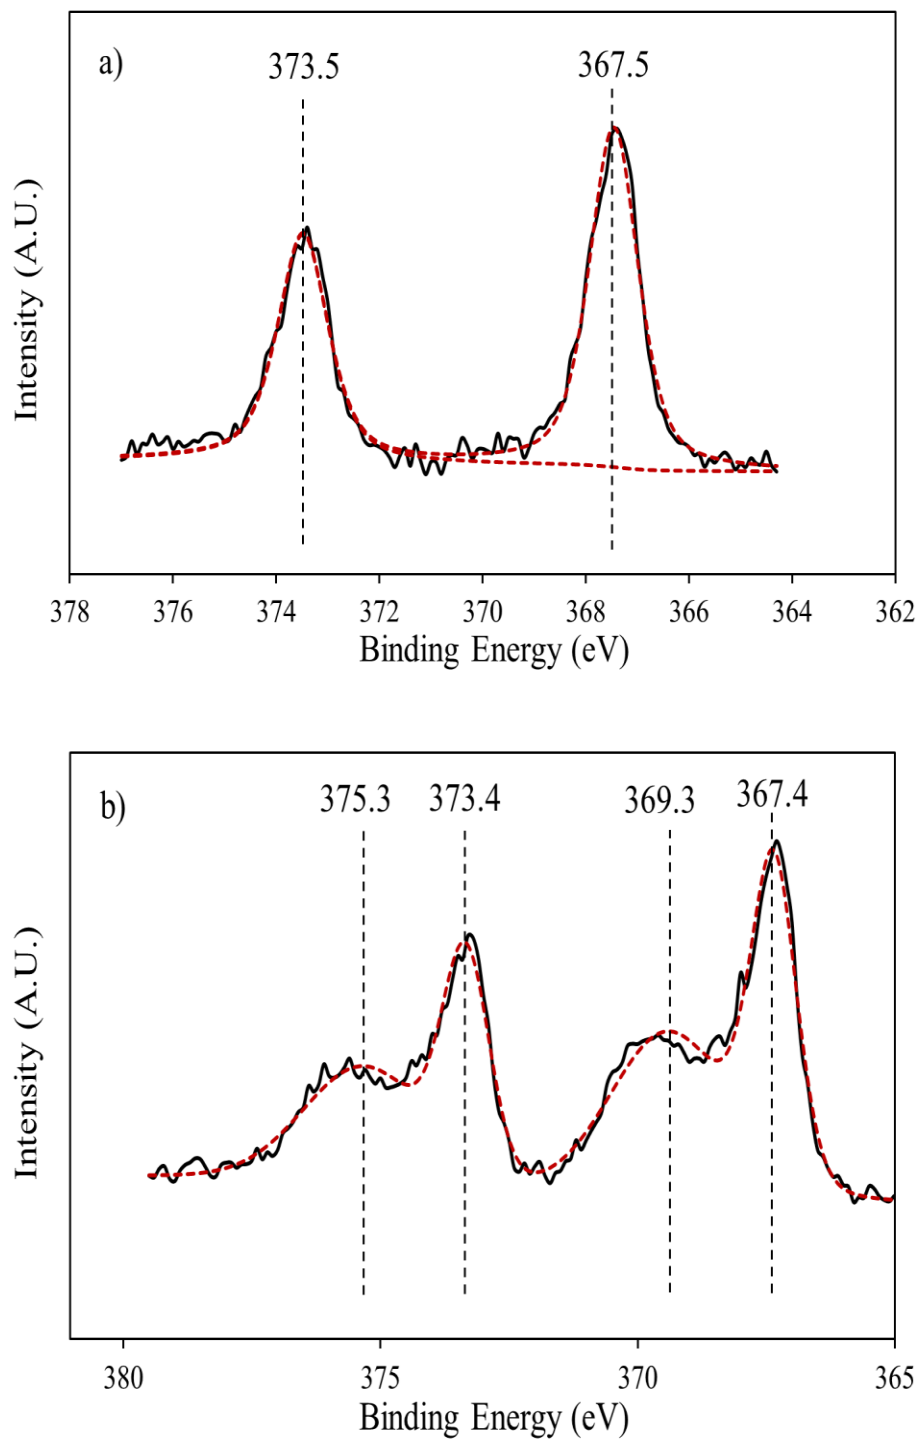 a)
373.5
367.5
Intensity (A.U.)
378 376 374 372 370 368 366 364 362
Binding Energy (eV)
b)
375.3 373.4 369.3 367.4
Intensity (A.U.)
380 375 370 365
Binding Energy (eV)